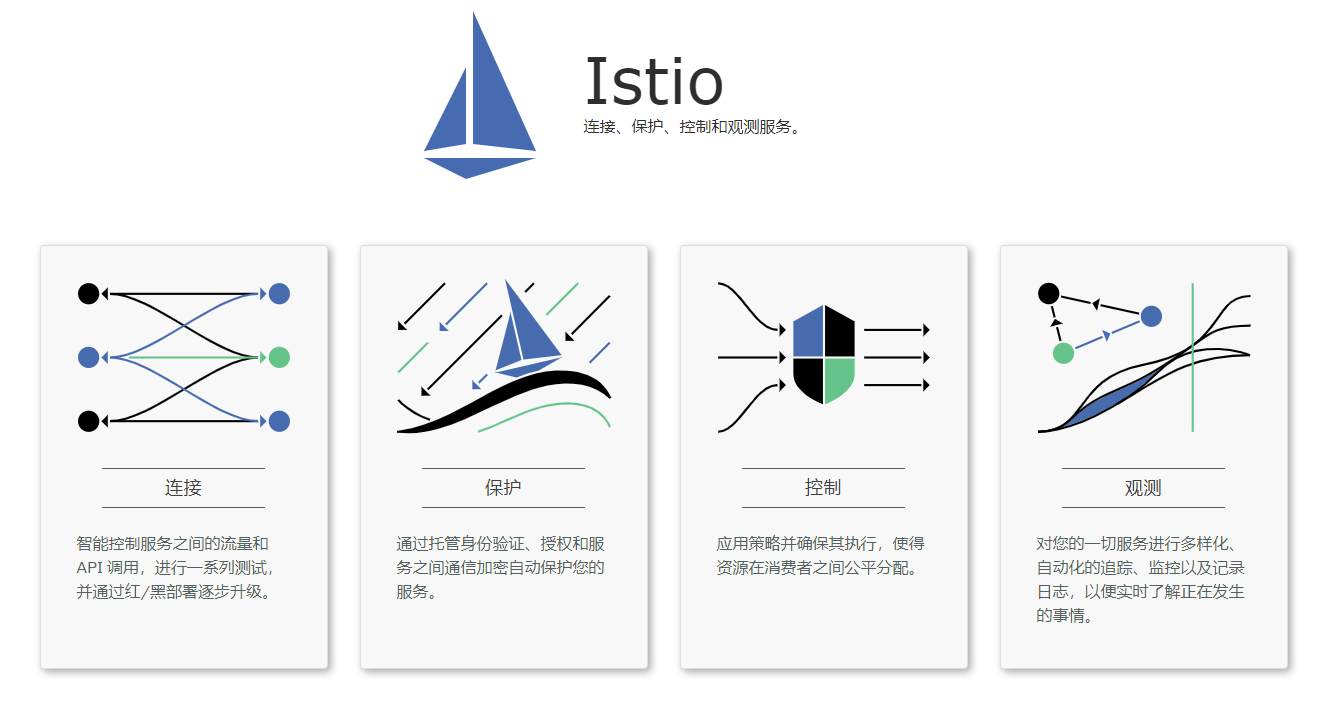 Istio
连接、保护、控制和观测服务。
连接
智能控制服务之间的流量和
API 调用，进行一系列测试，
并通过红/黑部署逐步升级。
保护
通过托管身份验证、授权和服
务之间通信加密自动保护您的
服务。
控制
应用策略并确保其执行，使得
资源在消费者之间公平分配。
观测
对您的一切服务进行多样化、
自动化的追踪、监控以及记录
日志，以便实时了解正在发生
的事情。